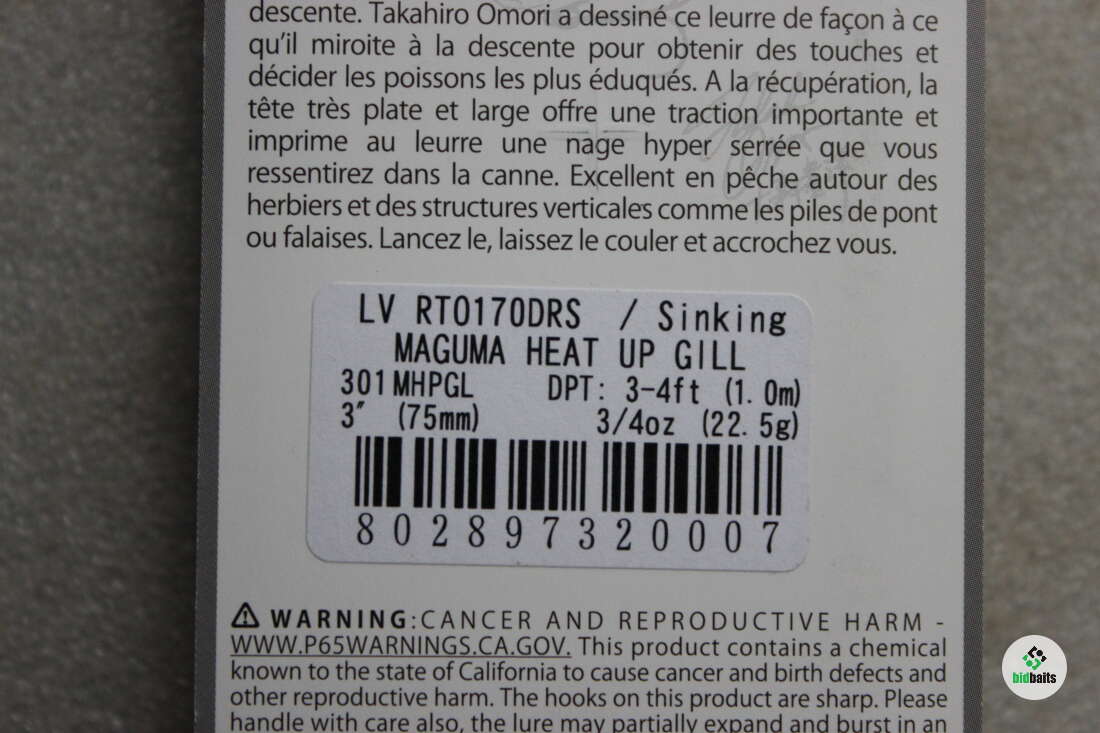 descente. Takahiro Omori a dessiné ce leurre de façon à ce
qu'il miroite à la descente pour obtenir des touches et
décider les poissons les plus éduqués. A la récupération, la
tête très plate et large offre une traction importante et
imprime au leurre une nage hyper serrée que vous
ressentirez dans la canne. Excellent en pêche autour des
herbiers et des structures verticales comme les piles de pont
ou falaises. Lancez le, laissez le couler et accrochez vous.
LV RTO170DRS / Sinking
MAGUMA HEAT UP GILL
301MHPGL DPT: 3-4ft (1.0m)
3" (75mm) 3/4oz (22.5g)
802897320007
⚠ WARNING:CANCER AND REPRODUCTIVE HARM -
WWW.P65WARNINGS.CA.GOV. This product contains a chemical
known to the state of California to cause cancer and birth defects and
other reproductive harm. The hooks on this product are sharp. Please
handle with care also, the lure may partially expand and burst in an
bidbaits